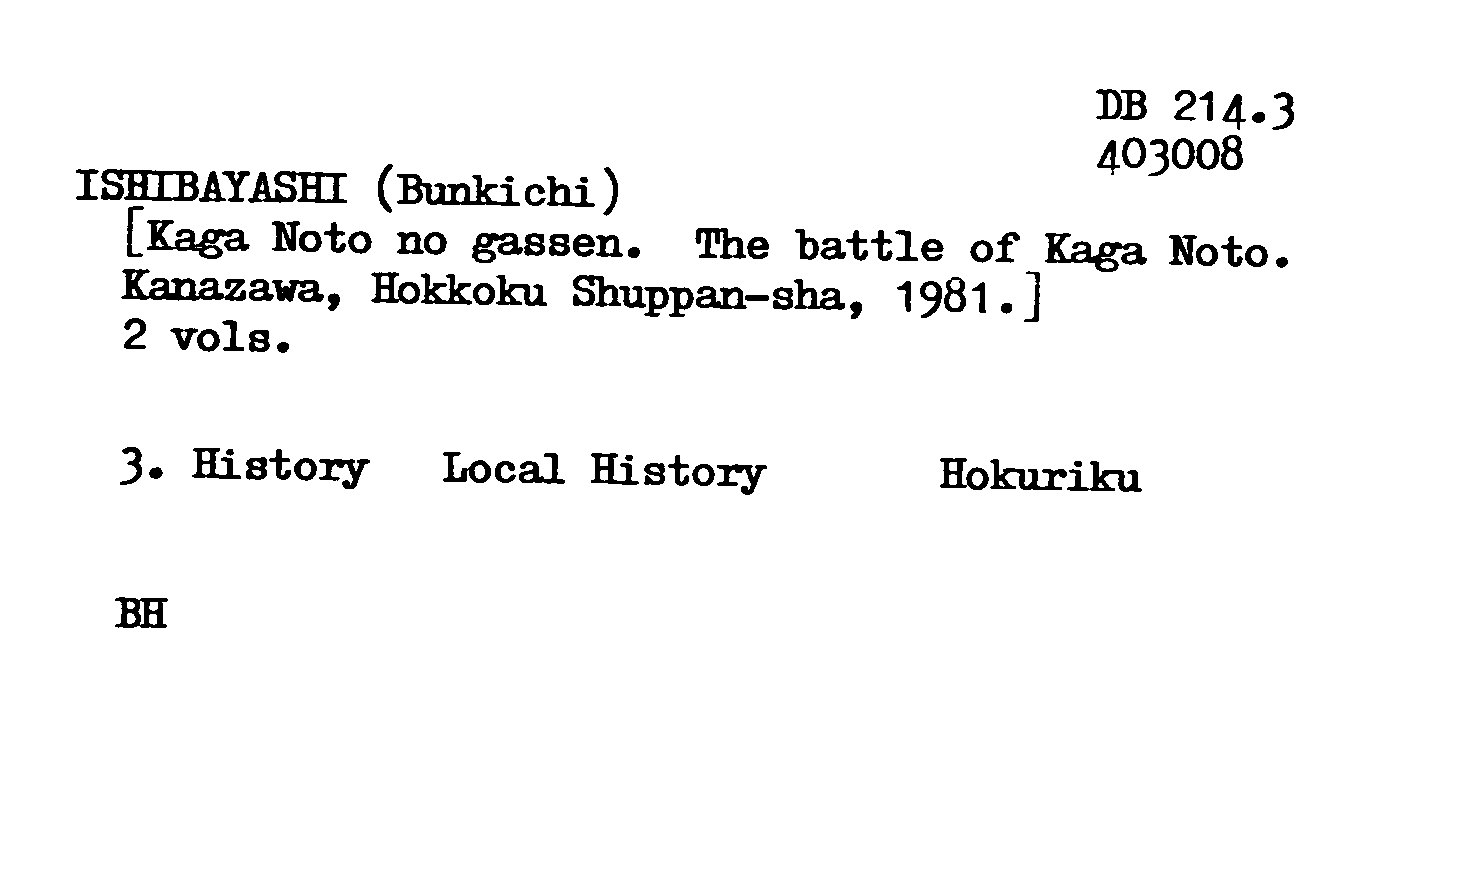 DB 214.3
403008
ISHIBAYASHI (Bunkichi)
[Kaga Noto no gassen. The battle of Kaga Noto.
Kanazawa, Hokkoku Shuppan-sha, 1981.]
2 vols.
3. History Local History Hokuriku
BH